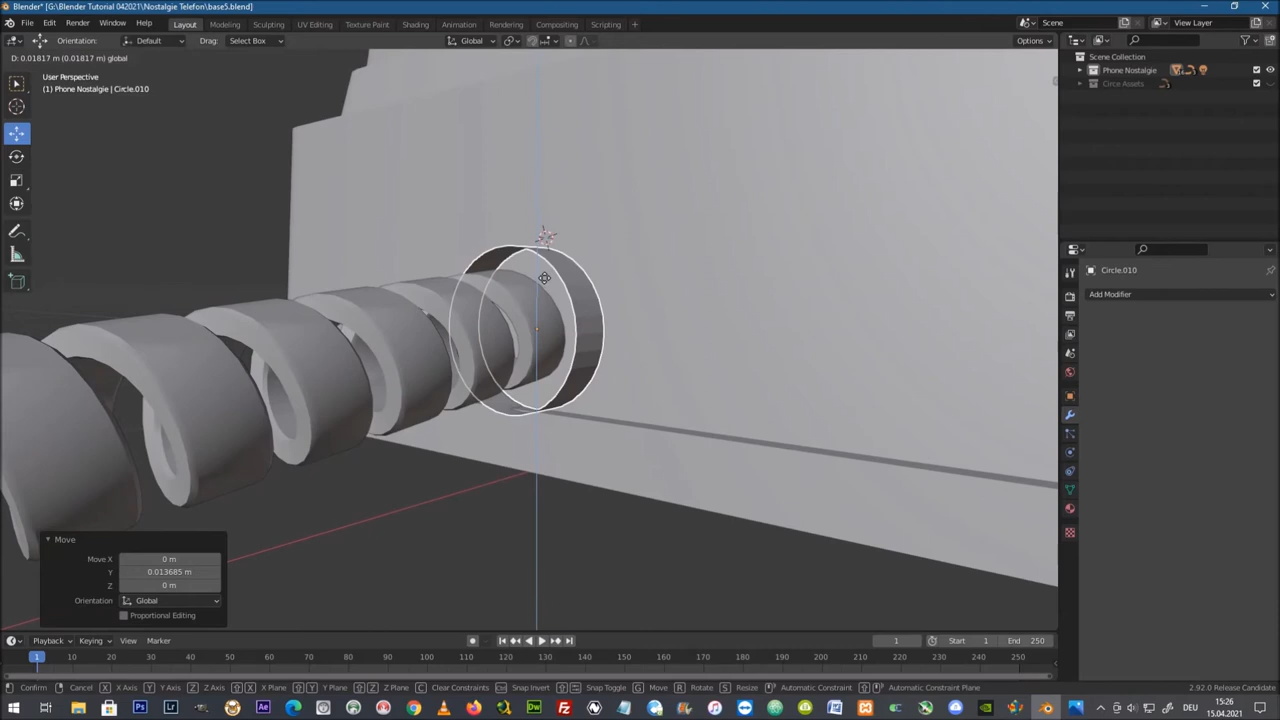 Blender* [G:\Blender Tutorial 042021\Nostalgie Telefon\base5.blend]
File Edit Render Window Help Layout Modeling Sculpting UV Editing Texture Paint Shading Animation Rendering Compositing Scripting + Scene View Layer
Orientation: Default Drag: Select Box Global Options
D: 0.01817 m (0.01817 m) global
User Perspective
(1) Phone Nostalgie | Circle.010
Scene Collection
Phone Nostalgie
Circe Assets
Circle.010
Add Modifier
Move
Move X 0 m
Y 0.013685 m
Z 0 m
Orientation Global
Proportional Editing
Playback Keying View Marker 1 Start 1 End 250
1 10 20 30 40 50 60 70 80 90 100 110 120 130 140 150 160 170 180 190 200 210 220 230 240 250
Confirm Cancel X X Axis Y Y Axis Z Z Axis X X Plane Y Y Plane Z Z Plane C Clear Constraints Snap Invert Snap Toggle G Move R Rotate S Resize Automatic Constraint Automatic Constraint Plane 2.92.0 Release Candidate
DEU 15:26
15.04.2021